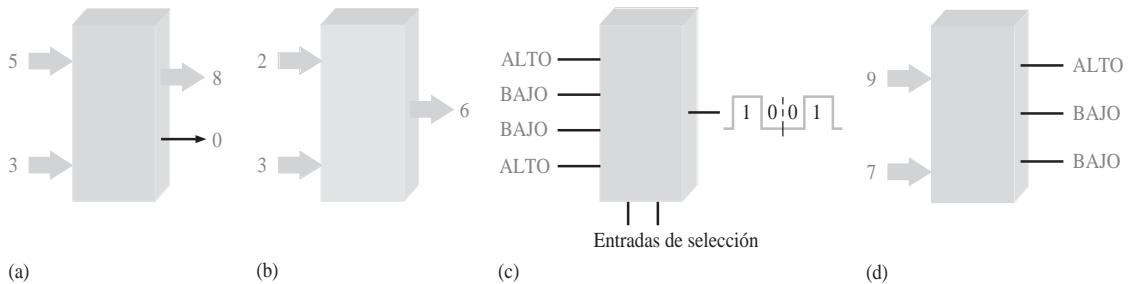 5
3
8
0
(a)
2
3
6
(b)
ALTO
BAJO
BAJO
ALTO
1 0 0 1
Entradas de selección
(c)
9
7
ALTO
BAJO
BAJO
(d)